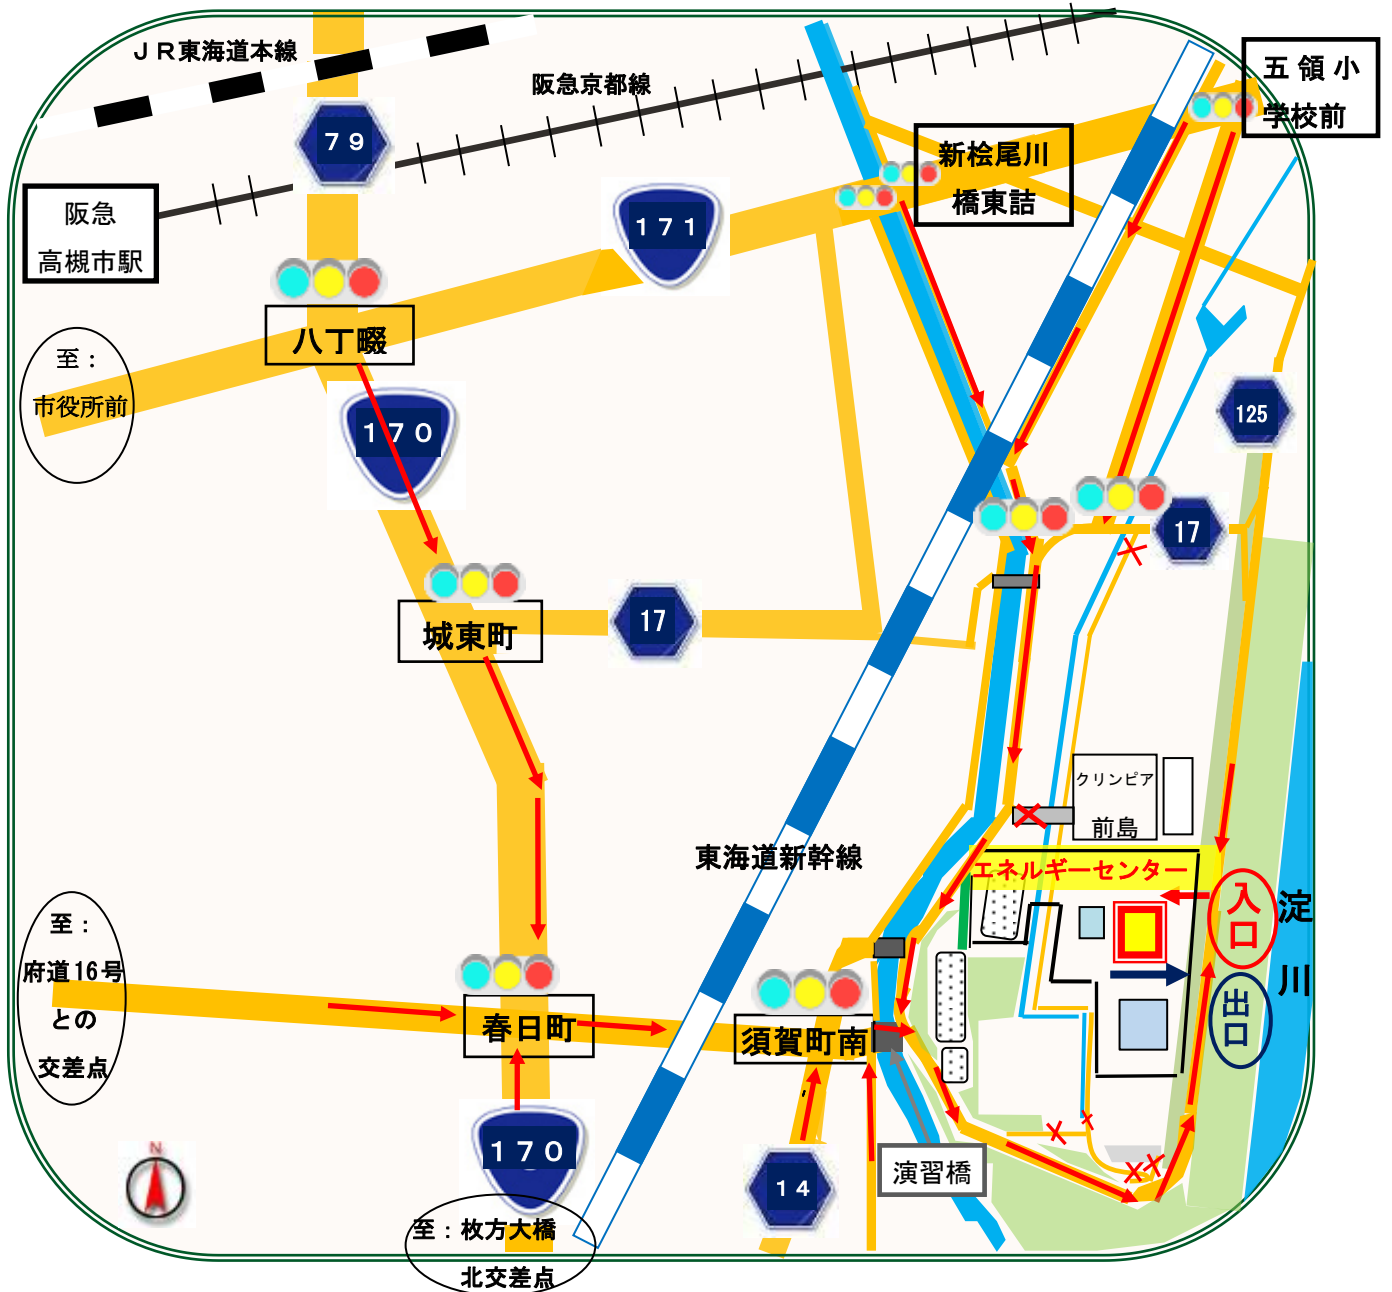 ＪＲ東海道本線
阪急京都線
五領小
学校前
７９
新桧尾川
橋東詰
阪急
高槻市駅
１７１
八丁畷
至：
市役所前
１７０
125
17
城東町
17
クリンピア
前島
東海道新幹線
エネルギーセンター
入口
淀川
至：
府道16号
との
交差点
出口
春日町
須賀町南
１７０
演習橋
１４
N
至：枚方大橋
北交差点